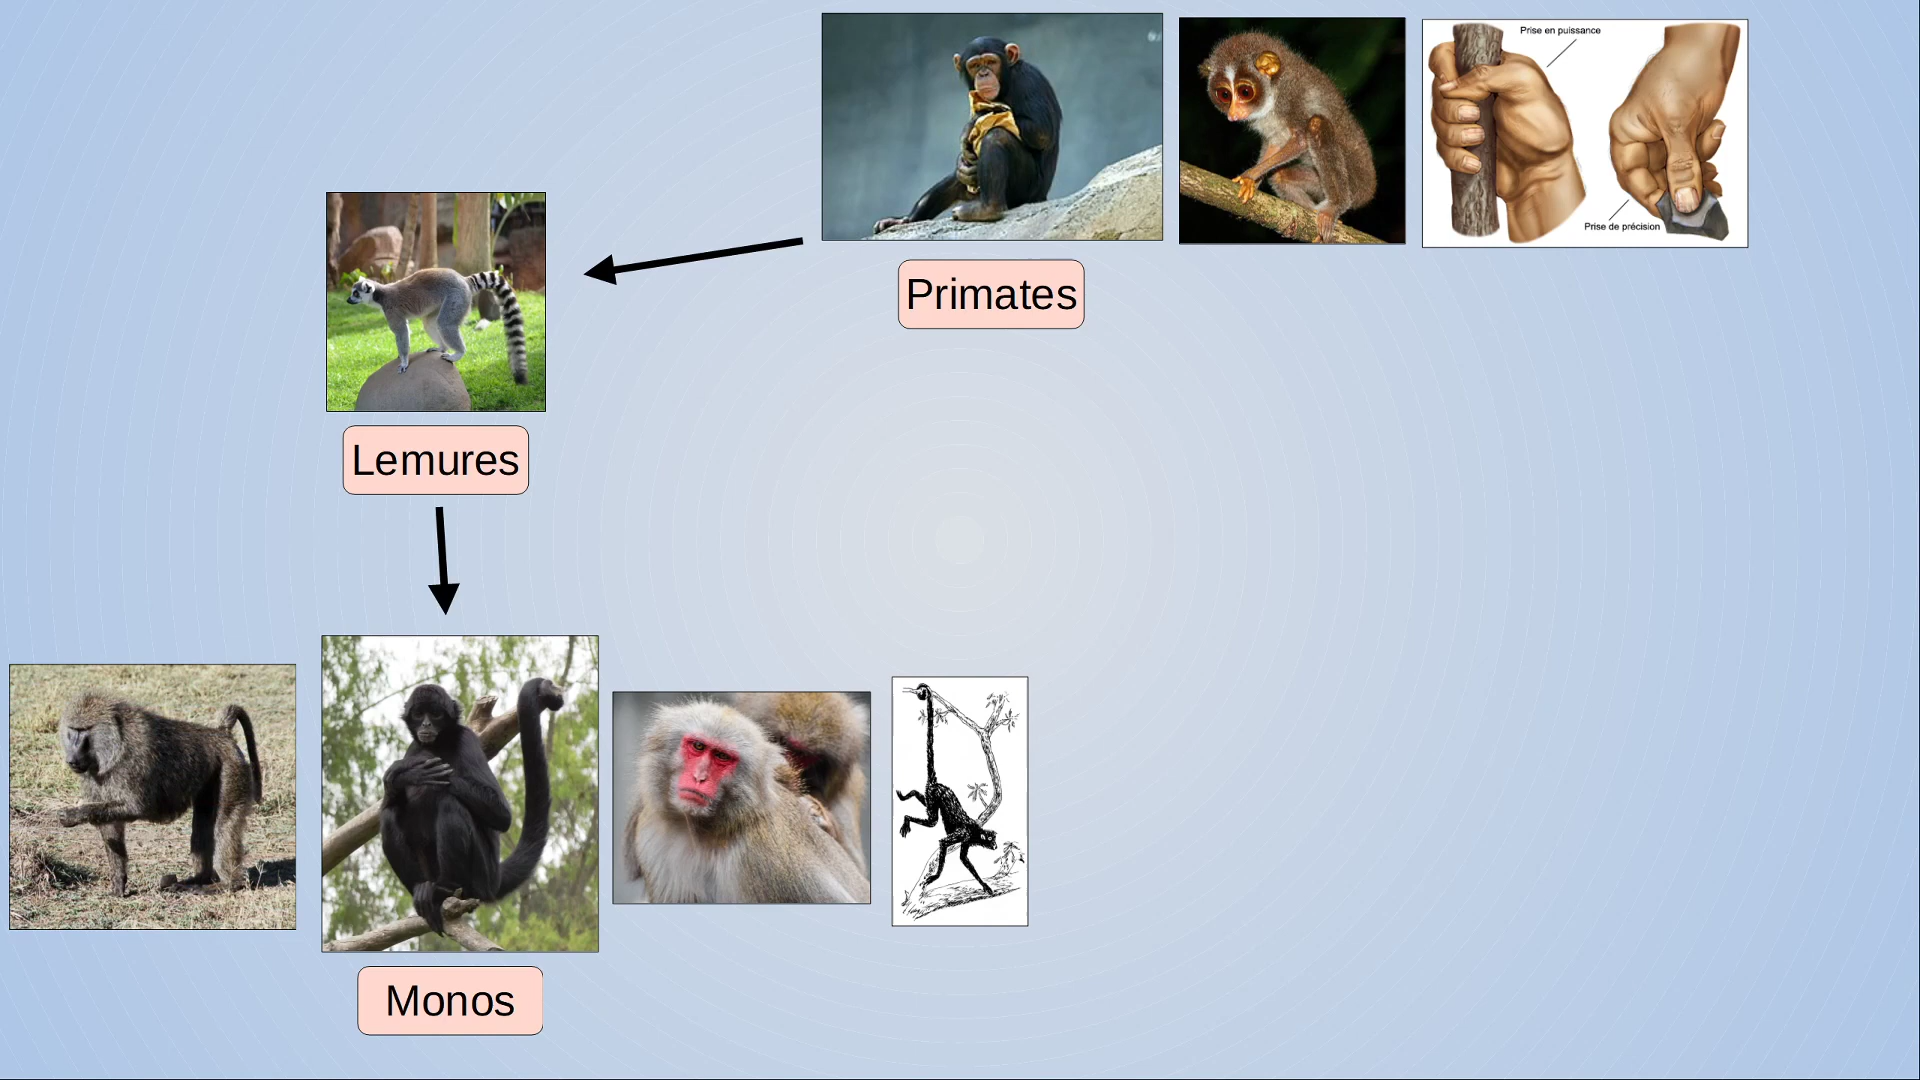 Prise en puissance
Prise de précision
Primates
Lemures
Monos